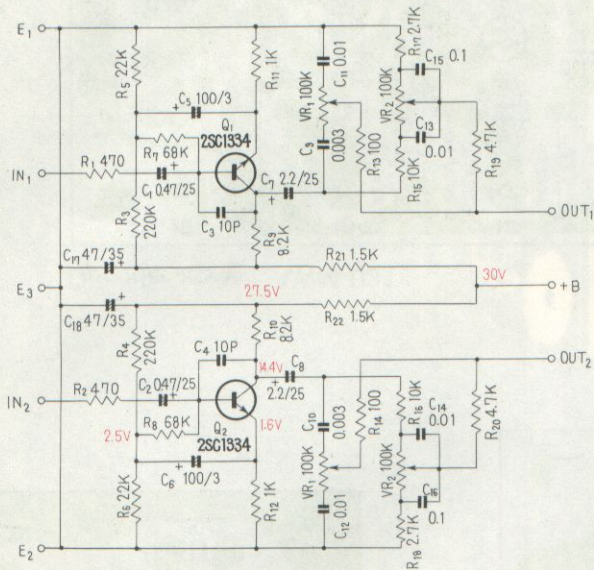 E1
R5 22K
R11 1K
C11 0.01
R17 2.7K
C15 0.1
C5 100/3
VR1 100K
VR2 100K
Q1
2SC1334
R7 68K
C13
0.01
C9
0.003
R13 100
R19 4.7K
IN1
R1 470
C1 0.47/25
C7 2.2/25
R15 10K
R3
220K
C3 10P
R9
8.2K
OUT1
C17 47/35
R21 1.5K
30V
E3
27.5V
+B
C18 47/35
R22 1.5K
R4
220K
R10
8.2K
C4 10P
14.4V
C8
2.2/25
OUT2
IN2
R2 470
C2 0.47/25
C10
0.003
R14 100
R16 10K
C14
0.01
R20 4.7K
R8 68K
Q2
2SC1334
1.6V
2.5V
VR1 100K
VR2 100K
C16
0.1
C6 100/3
R6 22K
R12 1K
C12 0.01
R18 2.7K
E2